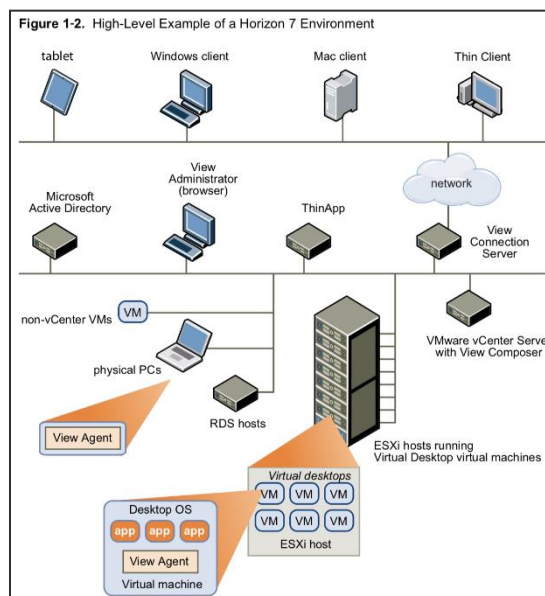 Figure 1-2. High-Level Example of a Horizon 7 Environment
tablet
Windows client
Mac client
Thin Client
network
Microsoft
Active Directory
View
Administrator
(browser)
ThinApp
View
Connection
Server
non-vCenter VMs
VM
physical PCs
RDS hosts
VMware vCenter Serve
with View Composer
View Agent
ESXi hosts running
Virtual Desktop virtual machines
Virtual desktops
VM VM VM
VM VM VM
ESXi host
Desktop OS
app app app
View Agent
Virtual machine